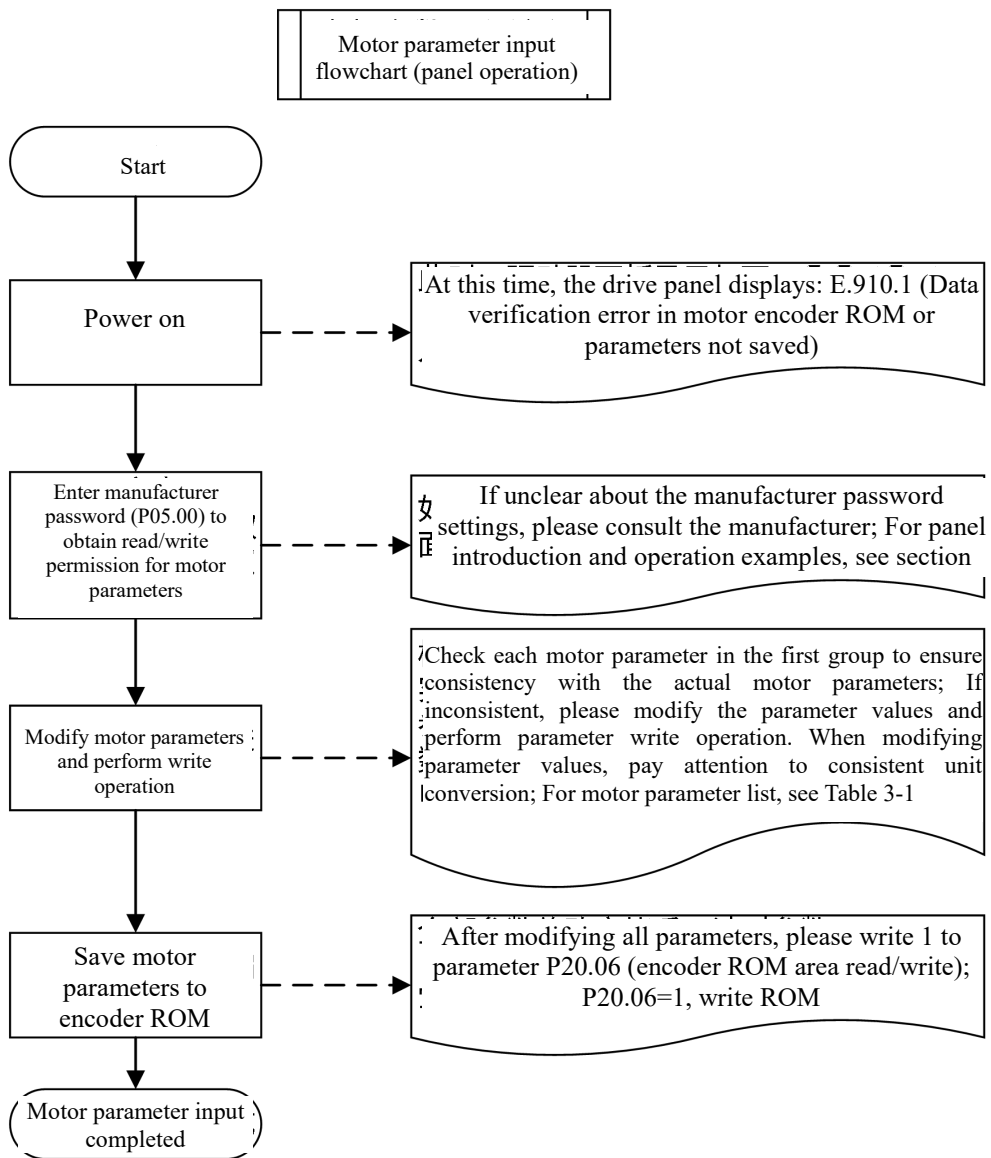 Motor parameter input
flowchart (panel operation)
Start
Power on
At this time, the drive panel displays: E.910.1 (Data
verification error in motor encoder ROM or
parameters not saved)
Enter manufacturer
password (P05.00) to
obtain read/write
permission for motor
parameters
If unclear about the manufacturer password
settings, please consult the manufacturer; For panel
introduction and operation examples, see section
Modify motor parameters
and perform write
operation
Check each motor parameter in the first group to ensure
consistency with the actual motor parameters; If
inconsistent, please modify the parameter values and
perform parameter write operation. When modifying
parameter values, pay attention to consistent unit
conversion; For motor parameter list, see Table 3-1
Save motor
parameters to
encoder ROM
After modifying all parameters, please write 1 to
parameter P20.06 (encoder ROM area read/write);
P20.06=1, write ROM
Motor parameter input
completed